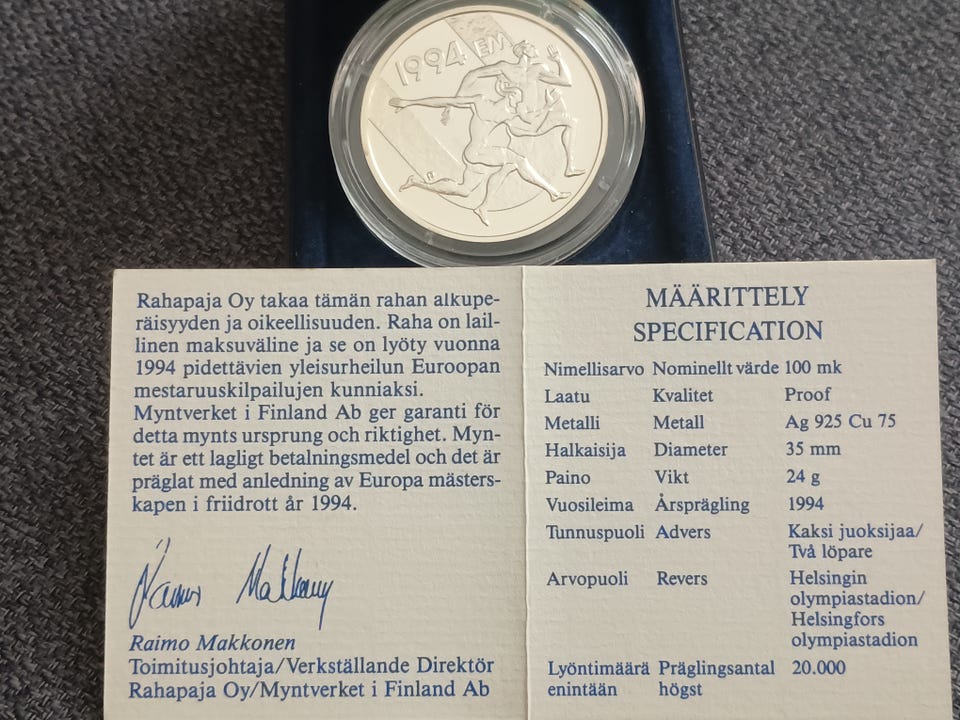 1994 EM
Rahapaja Oy takaa tämän rahan alkupe-
räisyyden ja oikeellisuuden. Raha on lail-
linen maksuväline ja se on lyöty vuonna
1994 pidettävien yleisurheilun Euroopan
mestaruuskilpailujen kunniaksi.
Myntverket i Finland Ab ger garanti för
detta mynts ursprung och riktighet. Myn-
tet är ett lagligt betalningsmedel och det är
präglat med anledning av Europa mästers-
kapen i friidrott år 1994.
Raimo Makkonen
Raimo Makkonen
Toimitusjohtaja/Verkställande Direktör
Rahapaja Oy/Myntverket i Finland Ab
MÄÄRITTELY
SPECIFICATION
Nimellisarvo Nominellt värde 100 mk
Laatu Kvalitet Proof
Metalli Metall Ag 925 Cu 75
Halkaisija Diameter 35 mm
Paino Vikt 24 g
Vuosileima Årsprägling 1994
Tunnuspuoli Advers Kaksi juoksijaa/
Två löpare
Arvopuoli Revers Helsingin
olympiastadion/
Helsingfors
olympiastadion
Lyöntimäärä Präglingsantal 20.000
enintään högst